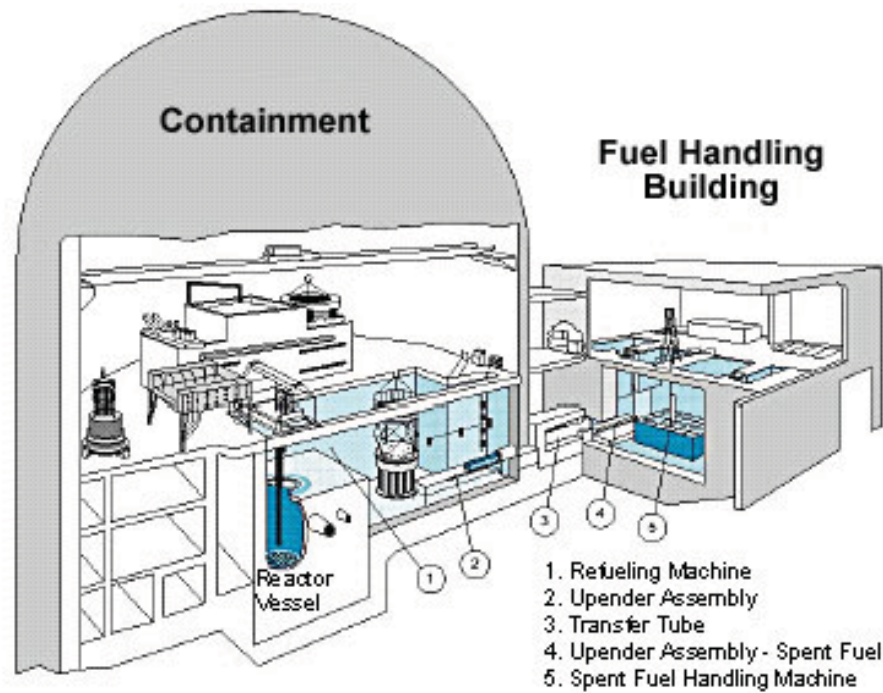 Containment
Fuel Handling
Building
Reactor
Vessel
1
2
3
4
5
1. Refueling Machine
2. Upender Assembly
3. Transfer Tube
4. Upender Assembly - Spent Fuel
5. Spent Fuel Handling Machine